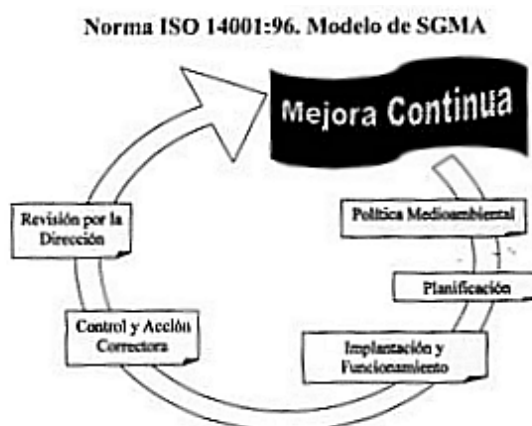 Norma ISO 14001:96. Modelo de SGMA
Mejora Continua
Política Medioambiental
Planificación
Implantación y
Funcionamiento
Control y Acción
Correctora
Revisión por la
Dirección